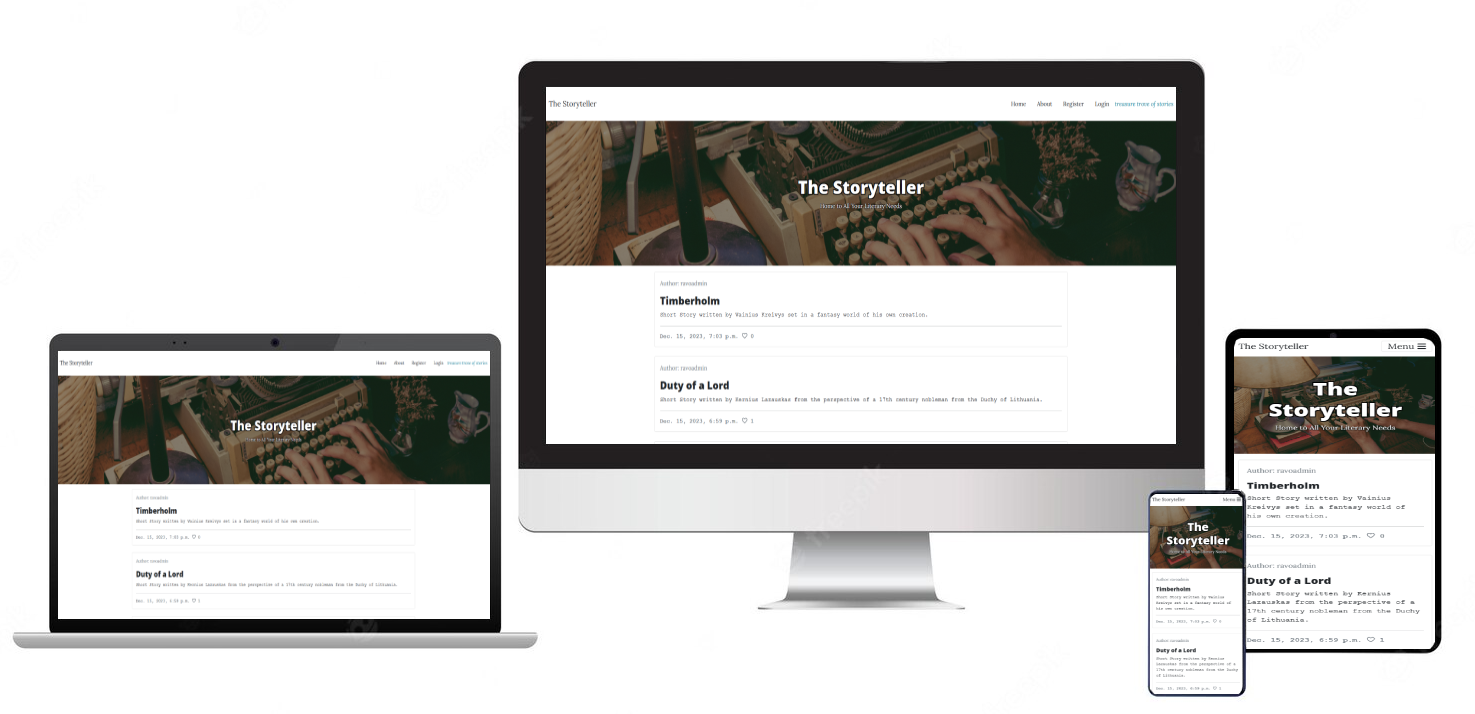 The Storyteller
Home About Register Login treasure trove of stories
The Storyteller
Home to All Your Literary Needs
Author: ravoadmin
Timberholm
Short Story written by Vainius Kreivys set in a fantasy world of his own creation.
Dec. 15, 2023, 7:03 p.m. 0
Author: ravoadmin
Duty of a Lord
Short Story written by Kernius Lazauskas from the perspective of a 17th century nobleman from the Duchy of Lithuania.
Dec. 15, 2023, 6:59 p.m. 1
The Storyteller
Home About Register Login treasure trove of stories
The Storyteller
Home to All Your Literary Needs
Author: ravoadmin
Timberholm
Short Story written by Vainius Kreivys set in a fantasy world of his own creation.
Dec. 15, 2023, 7:03 p.m. 0
Author: ravoadmin
Duty of a Lord
Short Story written by Kernius Lazauskas from the perspective of a 17th century nobleman from the Duchy of Lithuania.
Dec. 15, 2023, 6:59 p.m. 1
The Storyteller Menu
The
Storyteller
Home to All Your Literary Needs
Author: ravoadmin
Timberholm
Short Story written by Vainius
Kreivys set in a fantasy world of
his own creation.
Dec. 15, 2023, 7:03 p.m. 0
Author: ravoadmin
Duty of a Lord
Short Story written by Kernius
Lazauskas from the perspective of a
17th century nobleman from the Duchy
of Lithuania.
Dec. 15, 2023, 6:59 p.m. 1
The Storyteller Menu
The
Storyteller
Home to All Your Literary Needs
Author: ravoadmin
Timberholm
Short Story written by Vainius
Kreivys set in a fantasy world of
his own creation.
Dec. 15, 2023, 7:03 p.m. 0
Author: ravoadmin
Duty of a Lord
Short Story written by Kernius
Lazauskas from the perspective of a
17th century nobleman from the Duchy
of Lithuania.
Dec. 15, 2023, 6:59 p.m. 1